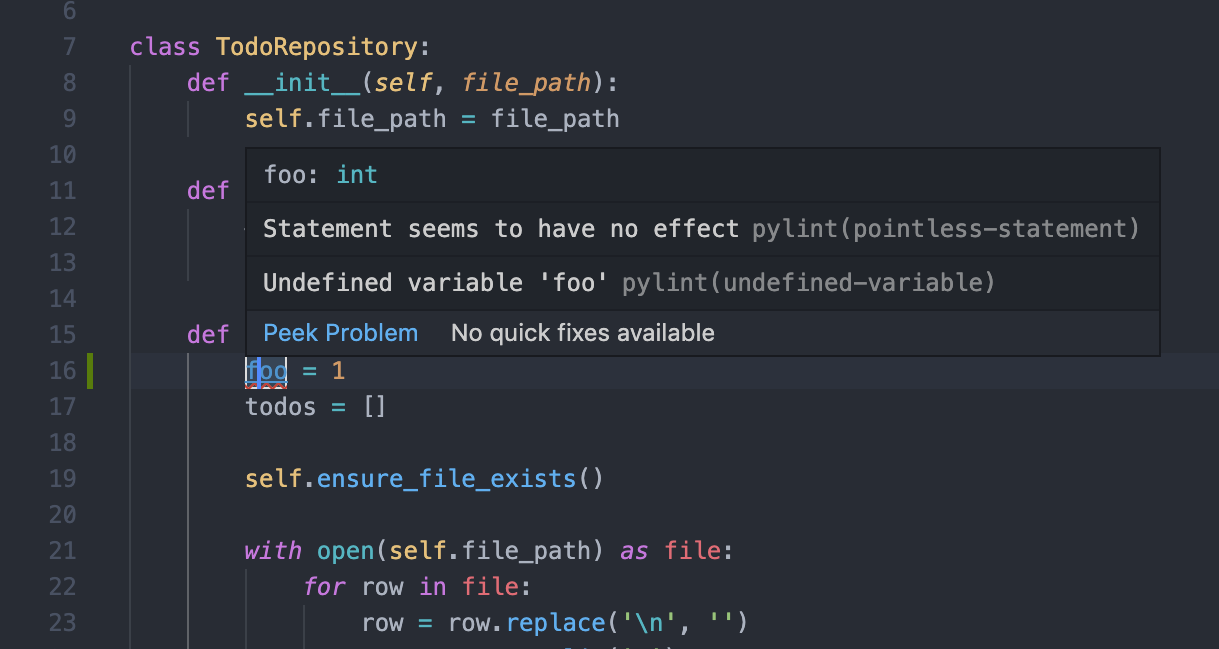 6
7 class TodoRepository:
8 def __init__(self, file_path):
9 self.file_path = file_path
10
11 def
12
13
14
15 def
foo: int
Statement seems to have no effect pylint(pointless-statement)
Undefined variable 'foo' pylint(undefined-variable)
Peek Problem No quick fixes available
16 foo = 1
17 todos = []
18
19 self.ensure_file_exists()
20
21 with open(self.file_path) as file:
22 for row in file:
23 row = row.replace('\n', '')